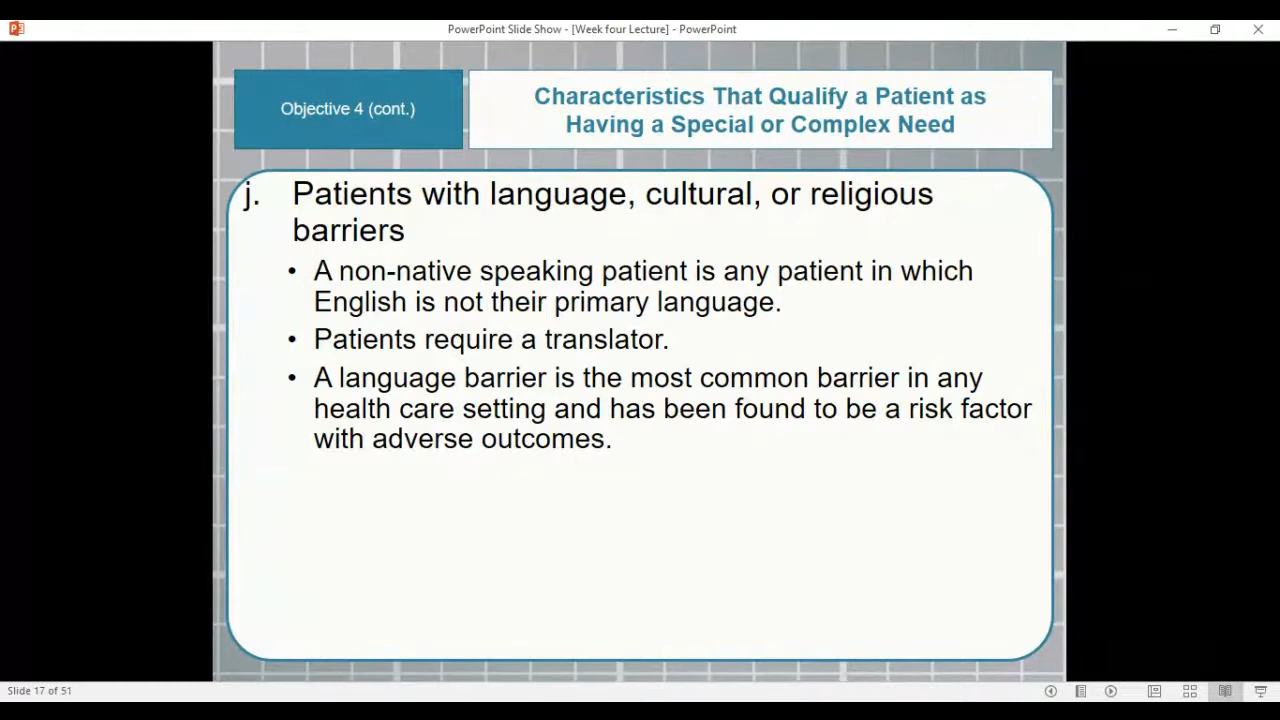 PowerPoint Slide Show - [Week four Lecture] - PowerPoint
Objective 4 (cont.)
Characteristics That Qualify a Patient as
Having a Special or Complex Need
j. Patients with language, cultural, or religious
barriers
• A non-native speaking patient is any patient in which
English is not their primary language.
• Patients require a translator.
• A language barrier is the most common barrier in any
health care setting and has been found to be a risk factor
with adverse outcomes.
Slide 17 of 51